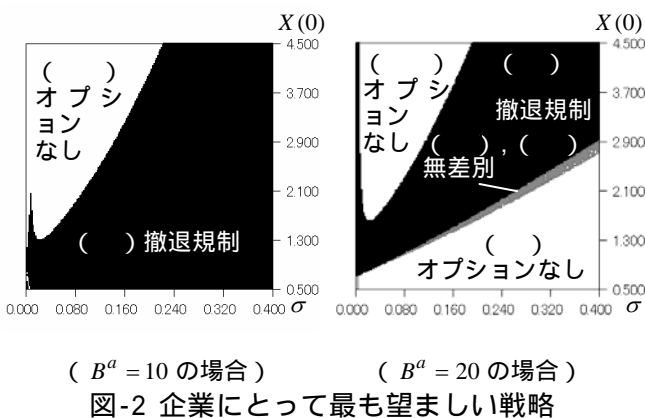 X(0)
(　　)
オプシ
ョン
なし
(　　) 撤退規制
4.500
3.700
2.900
2.100
1.300
0.500
0.000 0.080 0.160 0.240 0.320 0.400 σ
( B^a = 10 の場合 )
X(0)
(　　)
オプシ
ョン
なし
(　　)
撤退規制
(　　) , (　　)
無差別
(　　)
オプションなし
4.500
3.700
2.900
2.100
1.300
0.500
0.000 0.080 0.160 0.240 0.320 0.400 σ
( B^a = 20 の場合 )
図-2 企業にとって最も望ましい戦略